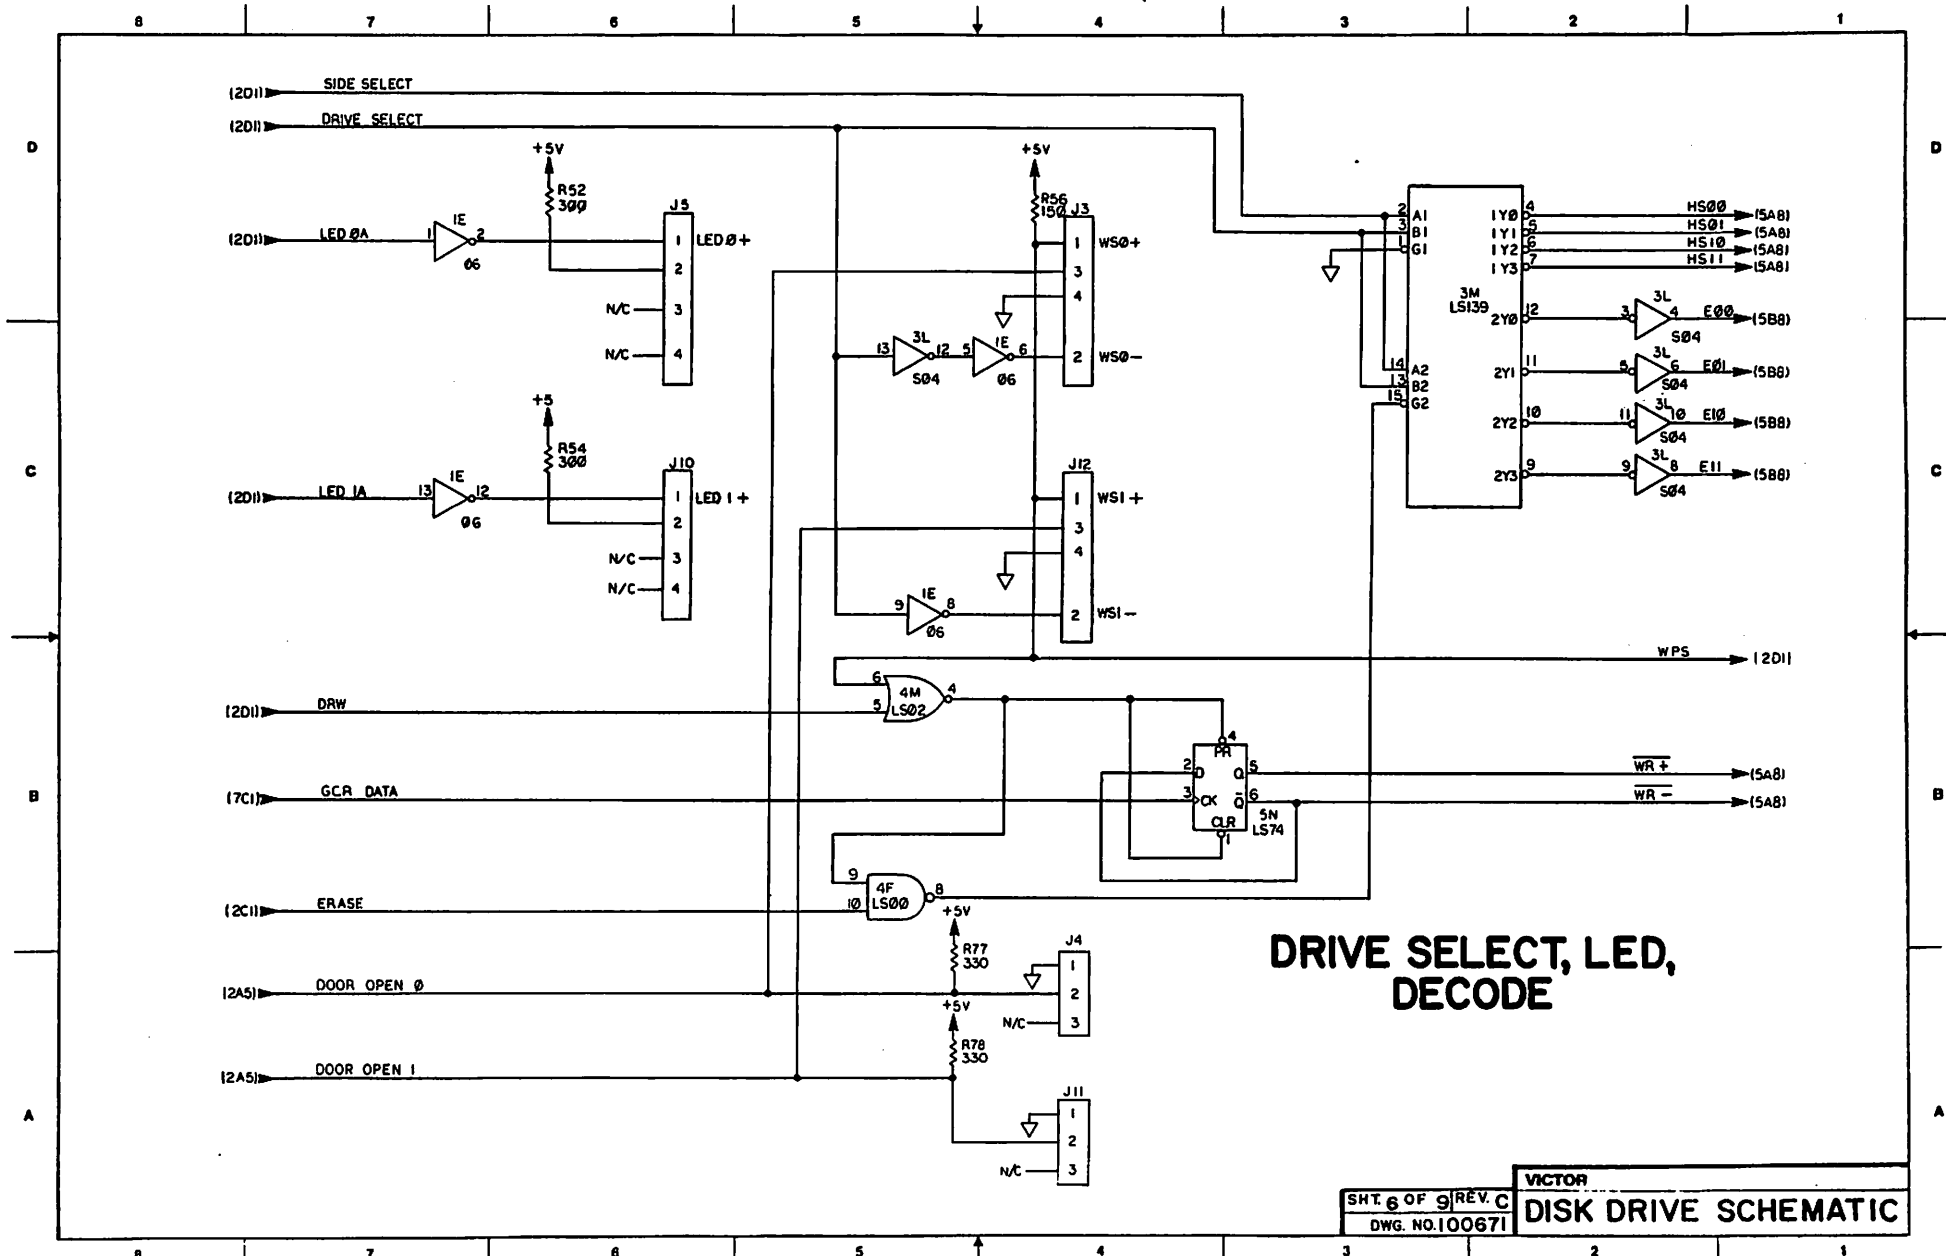 8 7 6 5 4 3 2 1
(2D1) SIDE SELECT
(2D1) DRIVE SELECT
D D
+5V +5V
R52
300
R56
150
J5 J3
(2D1) LED 0A 1 1E 2 06
1 LED0+
2
N/C 3
N/C 4
1 WS0+
3
4
13 3L 12 S04 5 1E 6 06 2 WS0-
2 A1 1Y0 4 HS00 (5A8)
3 B1 1Y1 5 HS01 (5A8)
1 G1 1Y2 6 HS10 (5A8)
1Y3 7 HS11 (5A8)
3M
LS139
2Y0 12 3 3L 4 S04 E00 (5B8)
14 A2 2Y1 11 5 3L 6 S04 E01 (5B8)
13 B2
15 G2
2Y2 10 11 3L 10 S04 E10 (5B8)
2Y3 9 9 3L 8 S04 E11 (5B8)
+5
R54
300
C C
J10 J12
(2D1) LED 1A 13 1E 12 06
1 LED 1+
2
N/C 3
N/C 4
1 WS1+
3
4
9 1E 8 06 2 WS1-
WPS (2D1)
6 4M 4
5 LS02
(2D1) DRW
4
PR
2 D Q 5 WR+ (5A8)
(7C1) GCR DATA 3 CK Q 6 WR- (5A8)
CLR 5N
1 LS74
B B
9 4F 8
10 LS00
(2C1) ERASE
+5V
R77
330
J4
1
(2A5) DOOR OPEN 0 2
N/C 3
+5V
R78
330
(2A5) DOOR OPEN 1
J11
1
2
N/C 3
A A
DRIVE SELECT, LED,
DECODE
VICTOR
SHT. 6 OF 9 REV. C
DWG. NO. 100671
DISK DRIVE SCHEMATIC
8 7 6 5 4 3 2 1